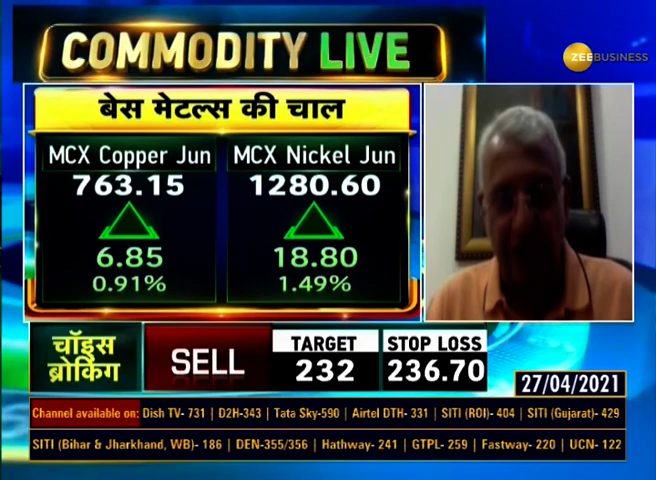 COMMODITY LIVE
ZEE BUSINESS
बेस मेटल्स की चाल
MCX Copper Jun
763.15
6.85
0.91%
MCX Nickel Jun
1280.60
18.80
1.49%
चॉइस
ब्रोकिंग
SELL
TARGET
232
STOP LOSS
236.70
27/04/2021
Channel available on: Dish TV- 731 | D2H-343 | Tata Sky-590 | Airtel DTH- 331 | SITI (ROI)- 404 | SITI (Gujarat)- 429
SITI (Bihar & Jharkhand, WB)- 186 | DEN-355/356 | Hathway- 241 | GTPL- 259 | Fastway- 220 | UCN- 122